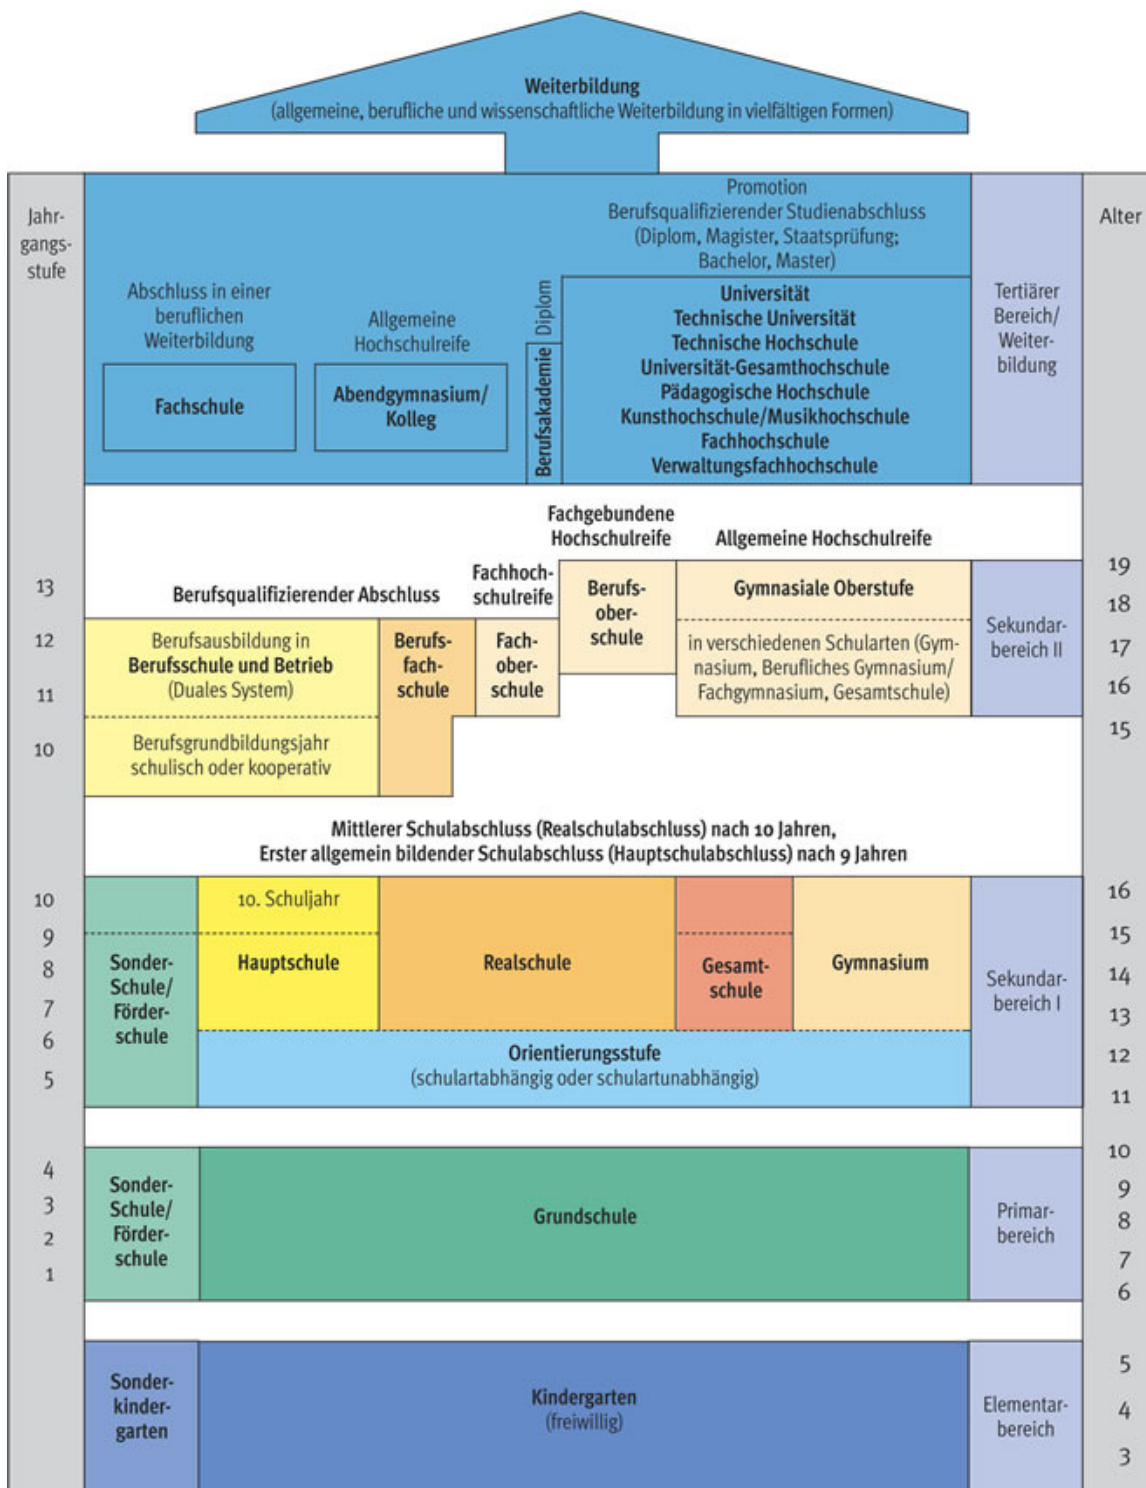 Weiterbildung
(allgemeine, berufliche und wissenschaftliche Weiterbildung in vielfältigen Formen)
Jahr-
gangs-
stufe
Alter
Promotion
Berufsqualifizierender Studienabschluss
(Diplom, Magister, Staatsprüfung;
Bachelor, Master)
Abschluss in einer
beruflichen
Weiterbildung
Fachschule
Allgemeine
Hochschulreife
Abendgymnasium/
Kolleg
Diplom
Berufsakademie
Universität
Technische Universität
Technische Hochschule
Universität-Gesamthochschule
Pädagogische Hochschule
Kunsthochschule/Musikhochschule
Fachhochschule
Verwaltungsfachhochschule
Tertiärer
Bereich/
Weiter-
bildung
13
12
11
10
Berufsqualifizierender Abschluss
Fachhoch-
schulreife
Fachgebundene
Hochschulreife
Allgemeine Hochschulreife
Berufsausbildung in
Berufsschule und Betrieb
(Duales System)
Berufsgrundbildungsjahr
schulisch oder kooperativ
Berufs-
fach-
schule
Fach-
ober-
schule
Berufs-
ober-
schule
Gymnasiale Oberstufe
in verschiedenen Schularten (Gym-
nasium, Berufliches Gymnasium/
Fachgymnasium, Gesamtschule)
Sekundar-
bereich II
19
18
17
16
15
Mittlerer Schulabschluss (Realschulabschluss) nach 10 Jahren,
Erster allgemein bildender Schulabschluss (Hauptschulabschluss) nach 9 Jahren
10
9
8
7
6
5
Sonder-
Schule/
Förder-
schule
10. Schuljahr
Hauptschule
Realschule
Gesamt-
schule
Gymnasium
Orientierungsstufe
(schulartabhängig oder schulartunabhängig)
Sekundar-
bereich I
16
15
14
13
12
11
4
3
2
1
Sonder-
Schule/
Förder-
schule
Grundschule
Primar-
bereich
10
9
8
7
6
Sonder-
kinder-
garten
Kindergarten
(freiwillig)
Elementar-
bereich
5
4
3